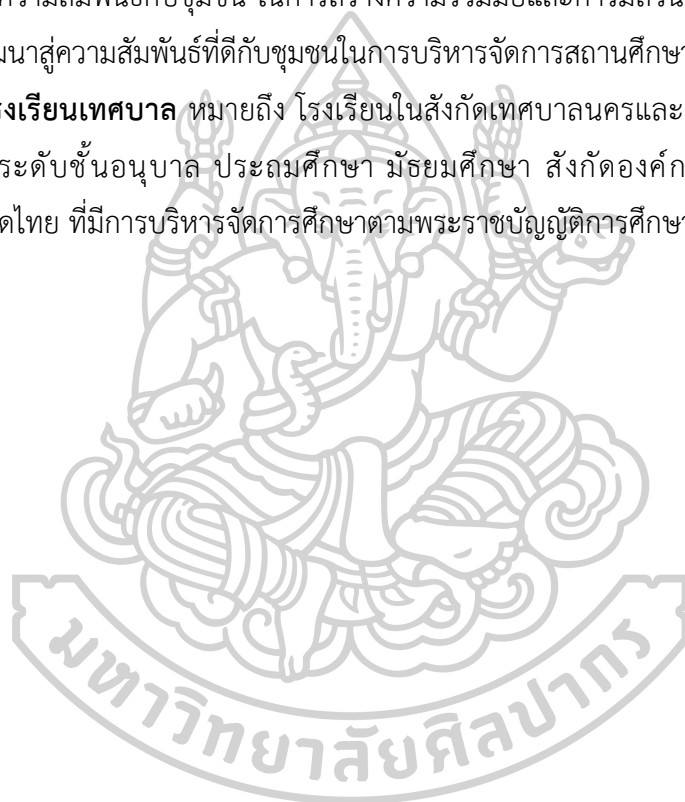 ความสัมพันธ์กับชุมชน ในการสร้างความร่วมมือและการมีส่วน
สู่ความสัมพันธ์ที่ดีกับชุมชนในการบริหารจัดการสถานศึกษา
โรงเรียนเทศบาล หมายถึง โรงเรียนในสังกัดเทศบาลนครและ
ระดับชั้นอนุบาล ประถมศึกษา มัธยมศึกษา สังกัดองค์ก
ดไทย ที่มีการบริหารจัดการศึกษาตามพระราชบัญญัติการศึกษา
มหาวิทยาลัยศิลปากร